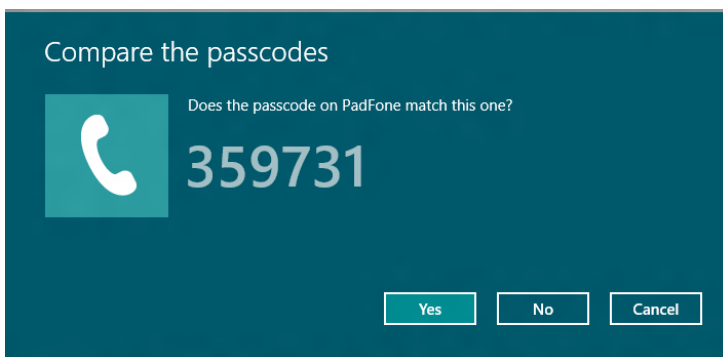 Compare the passcodes
Does the passcode on PadFone match this one?
359731
Yes No Cancel